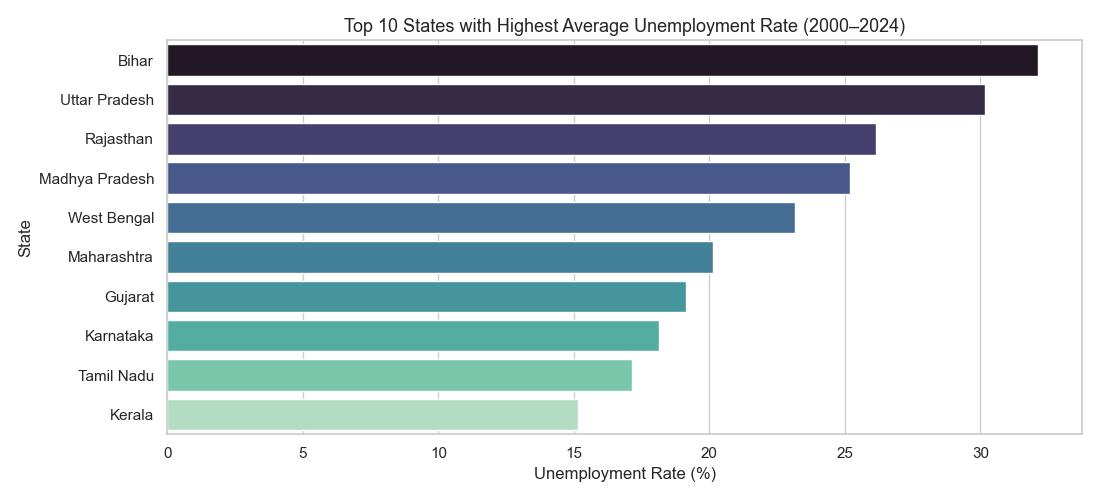 Top 10 States with Highest Average Unemployment Rate (2000–2024)
Bihar
Uttar Pradesh
Rajasthan
Madhya Pradesh
West Bengal
Maharashtra
Gujarat
Karnataka
Tamil Nadu
Kerala
State
0 5 10 15 20 25 30
Unemployment Rate (%)